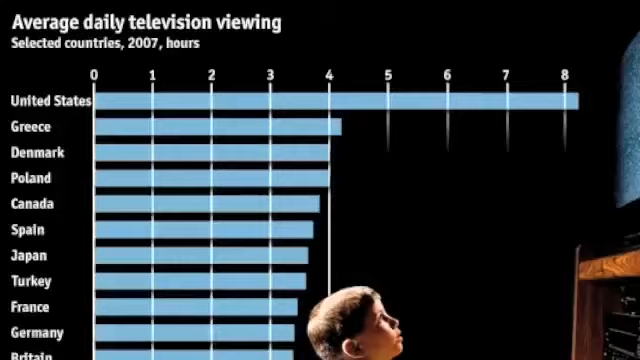 Average daily television viewing
Selected countries, 2007, hours
0 1 2 3 4 5 6 7 8
United States
Greece
Denmark
Poland
Canada
Spain
Japan
Turkey
France
Germany
Britain